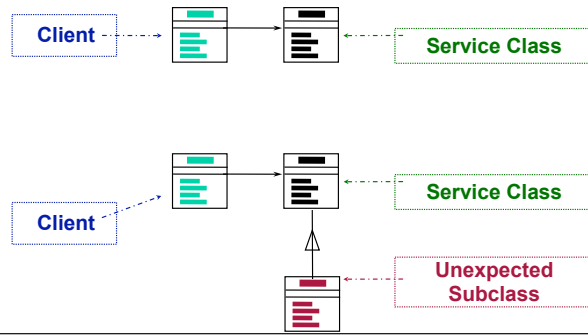 Client
Service Class
Service Class
Client
Unexpected
Subclass